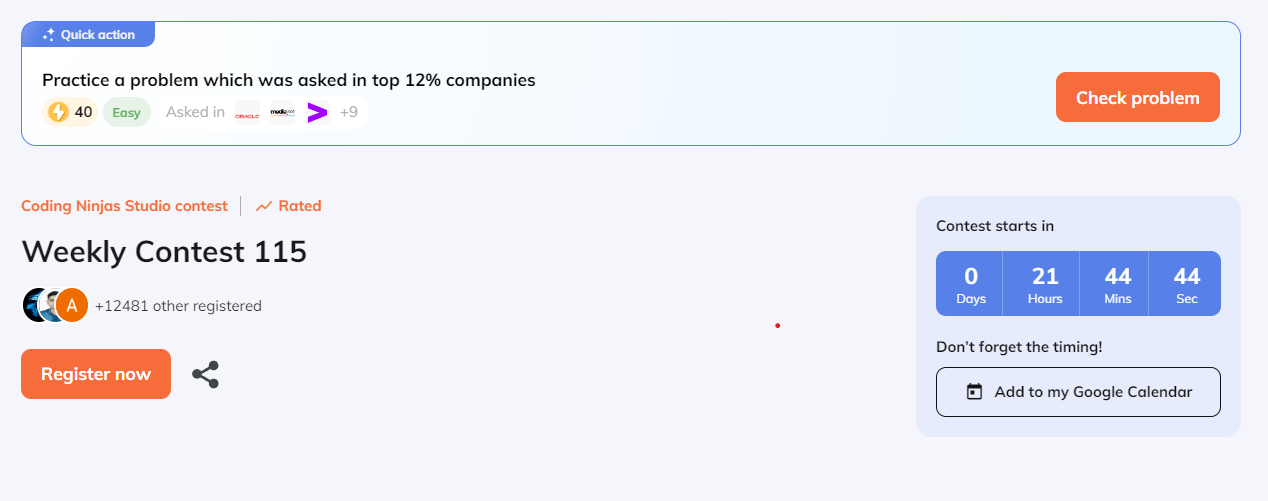 Quick action
Practice a problem which was asked in top 12% companies
40 Easy Asked in ORACLE media.net +9
Check problem
Coding Ninjas Studio contest Rated
Weekly Contest 115
A +12481 other registered
Register now
Contest starts in
0 21 44 44
Days Hours Mins Sec
Don't forget the timing!
Add to my Google Calendar